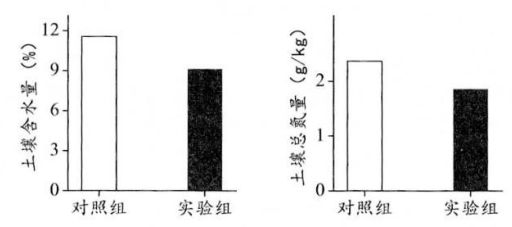 土壤含水量 (%)
12
9
6
3
0
对照组
实验组
土壤总氮量 (g/kg)
2
1
0
对照组
实验组